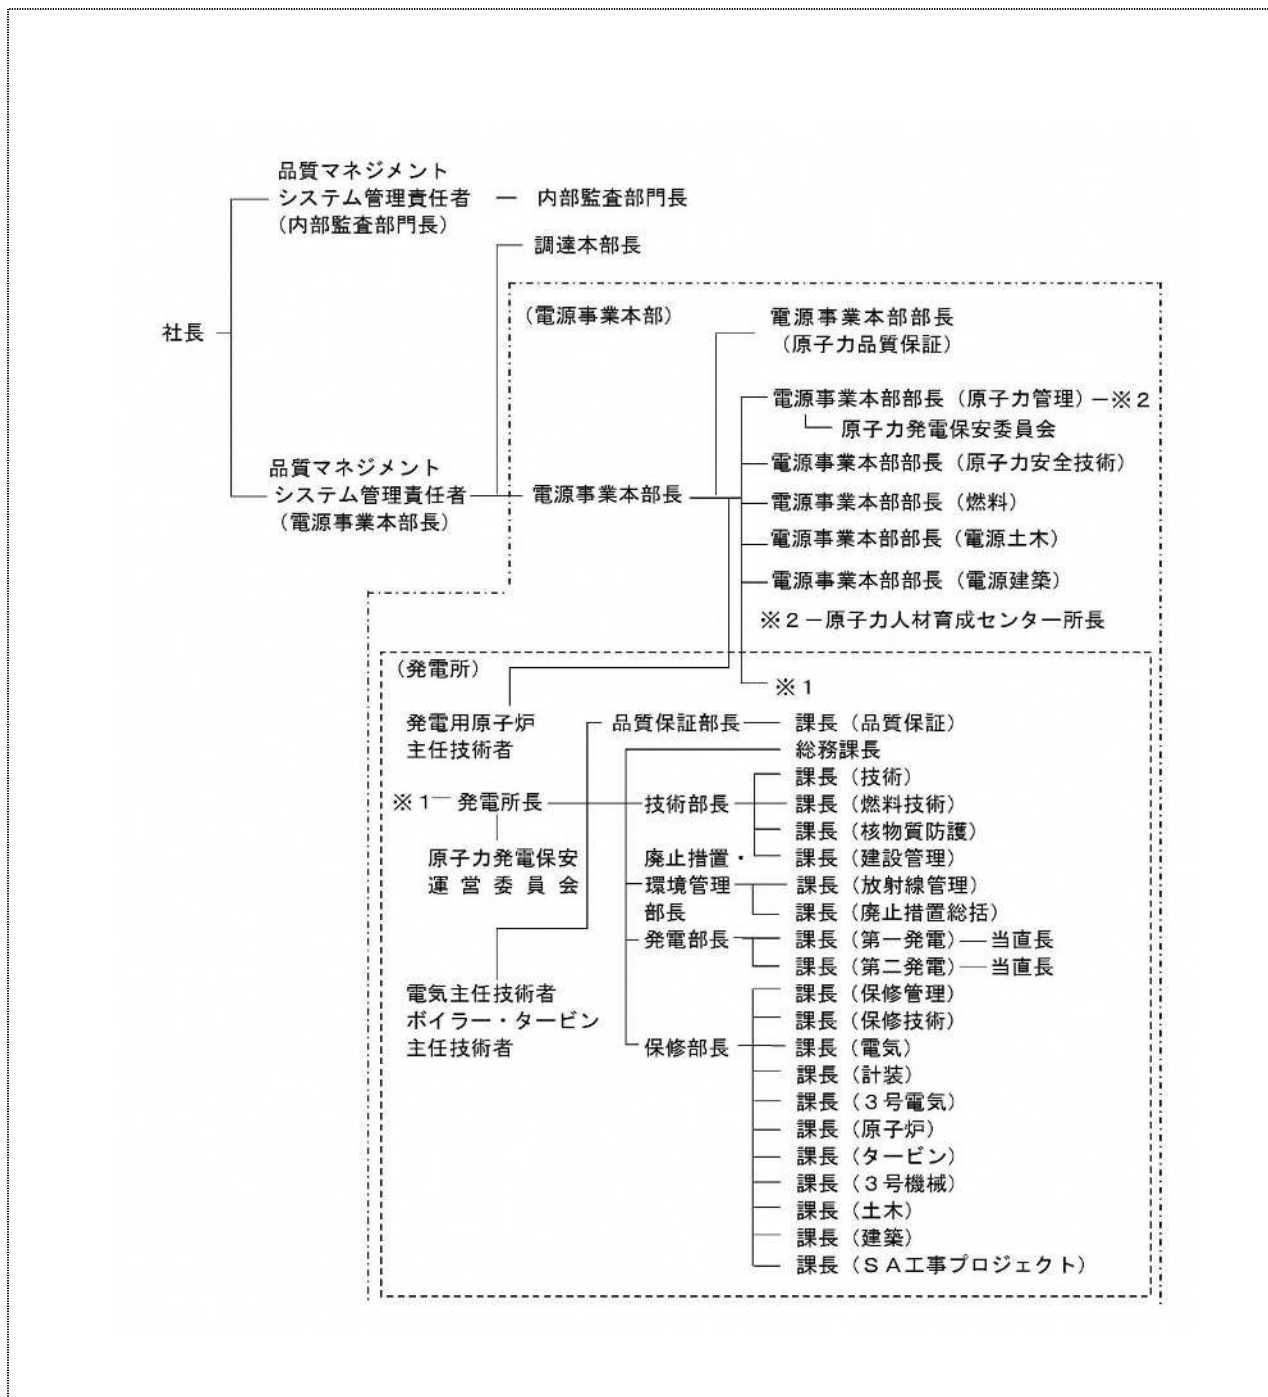 品質マネジメント
システム管理責任者 － 内部監査部門長
（内部監査部門長）
調達本部長
（電源事業本部）
電源事業本部部長
（原子力品質保証）
社長
電源事業本部部長（原子力管理）－※２
原子力発電保安委員会
品質マネジメント
システム管理責任者
（電源事業本部長）
電源事業本部長
電源事業本部部長（原子力安全技術）
電源事業本部部長（燃料）
電源事業本部部長（電源土木）
電源事業本部部長（電源建築）
※２－原子力人材育成センター所長
（発電所）
※１
発電用原子炉
主任技術者
品質保証部長
課長（品質保証）
総務課長
※１－発電所長
原子力発電保安
運営委員会
技術部長
課長（技術）
課長（燃料技術）
課長（核物質防護）
課長（建設管理）
廃止措置・
環境管理
部長
課長（放射線管理）
課長（廃止措置総括）
発電部長
課長（第一発電）－当直長
課長（第二発電）－当直長
電気主任技術者
ボイラー・タービン
主任技術者
保修部長
課長（保修管理）
課長（保修技術）
課長（電気）
課長（計装）
課長（３号電気）
課長（原子炉）
課長（タービン）
課長（３号機械）
課長（土木）
課長（建築）
課長（ＳＡ工事プロジェクト）